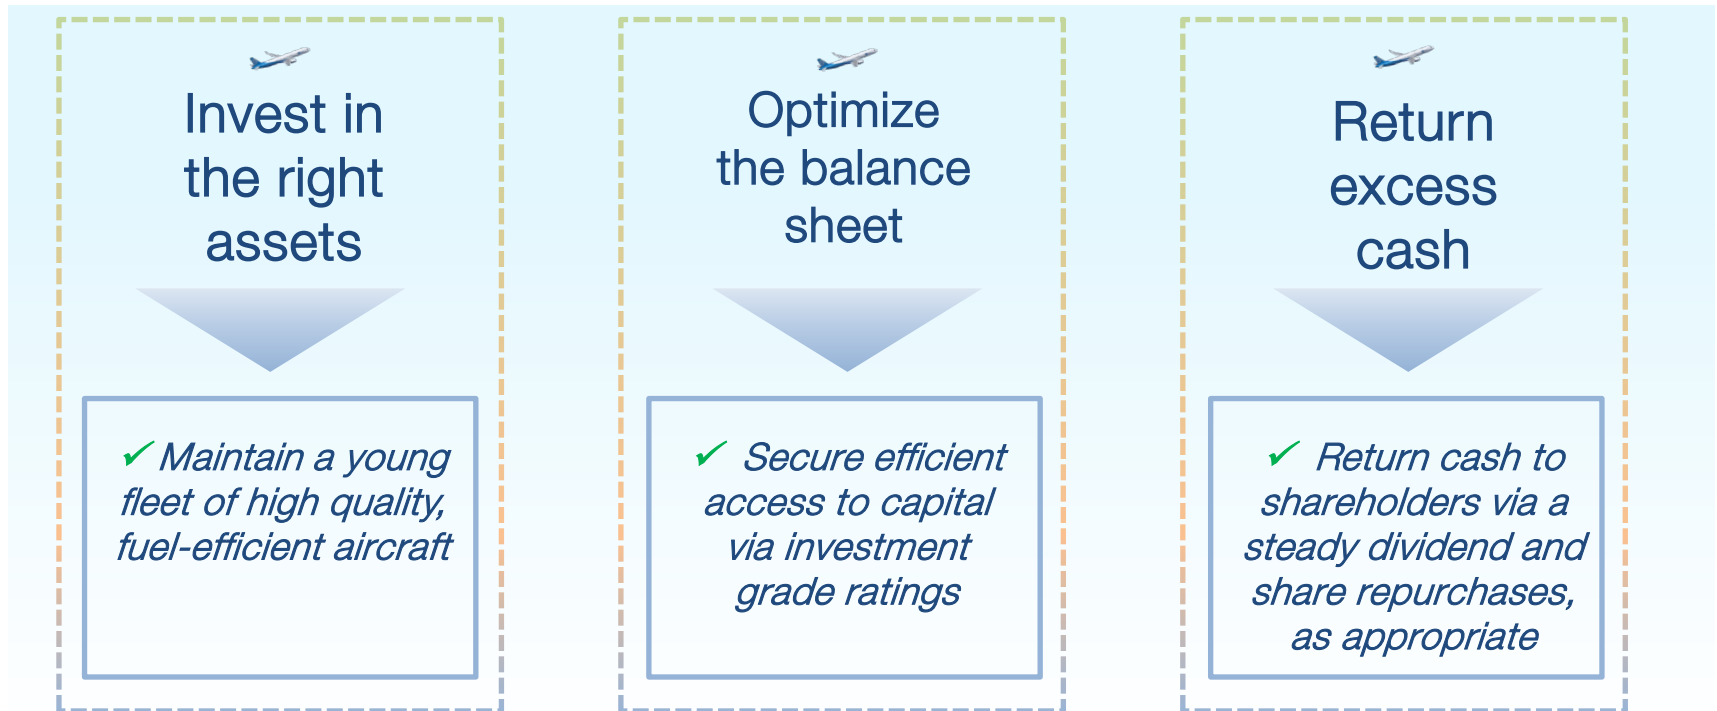 Invest in
the right
assets
✓ Maintain a young
fleet of high quality,
fuel-efficient aircraft
Optimize
the balance
sheet
✓ Secure efficient
access to capital
via investment
grade ratings
Return
excess
cash
✓ Return cash to
shareholders via a
steady dividend and
share repurchases,
as appropriate